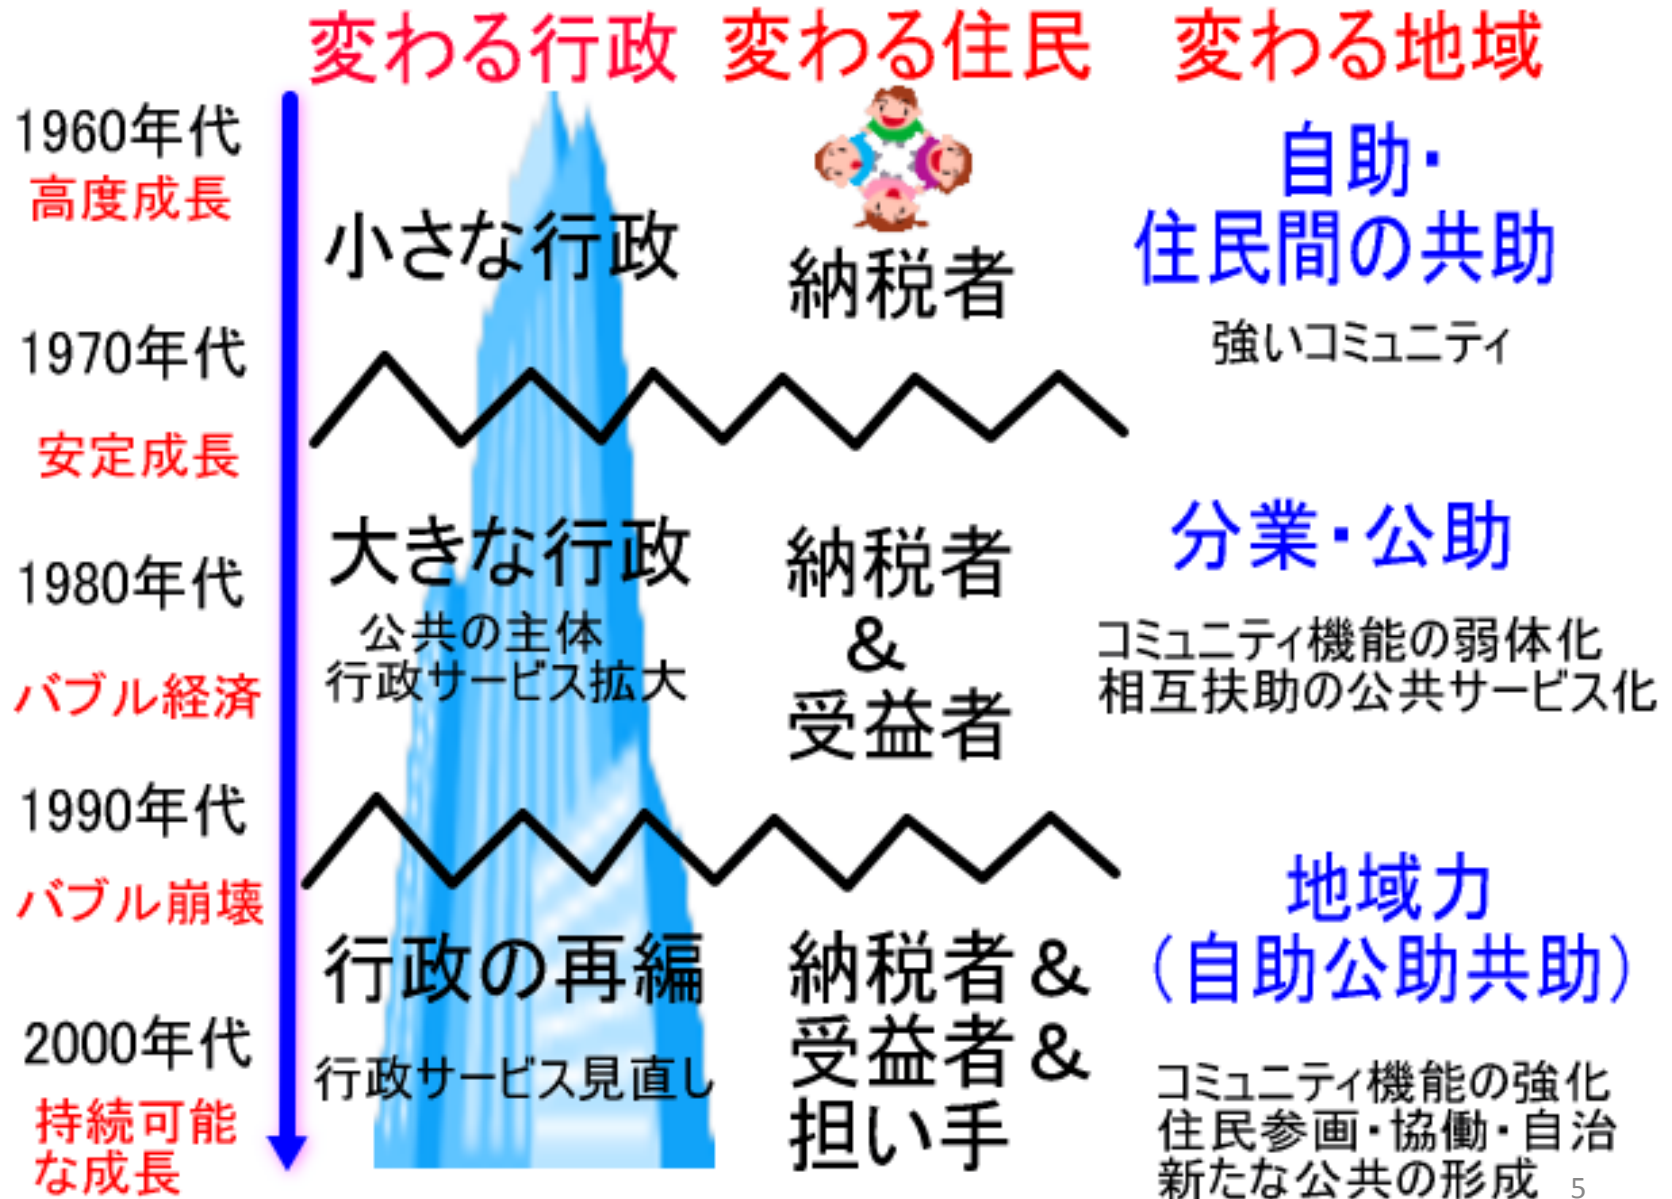 変わる行政
変わる住民
変わる地域
1960年代
高度成長
小さな行政
納税者
自助・
住民間の共助
強いコミュニティ
1970年代
安定成長
大きな行政
公共の主体
行政サービス拡大
納税者
&
受益者
分業・公助
コミュニティ機能の弱体化
相互扶助の公共サービス化
1980年代
バブル経済
1990年代
バブル崩壊
行政の再編
行政サービス見直し
納税者&
受益者&
担い手
地域力
(自助公助共助)
コミュニティ機能の強化
住民参画・協働・自治
新たな公共の形成
2000年代
持続可能
な成長
5